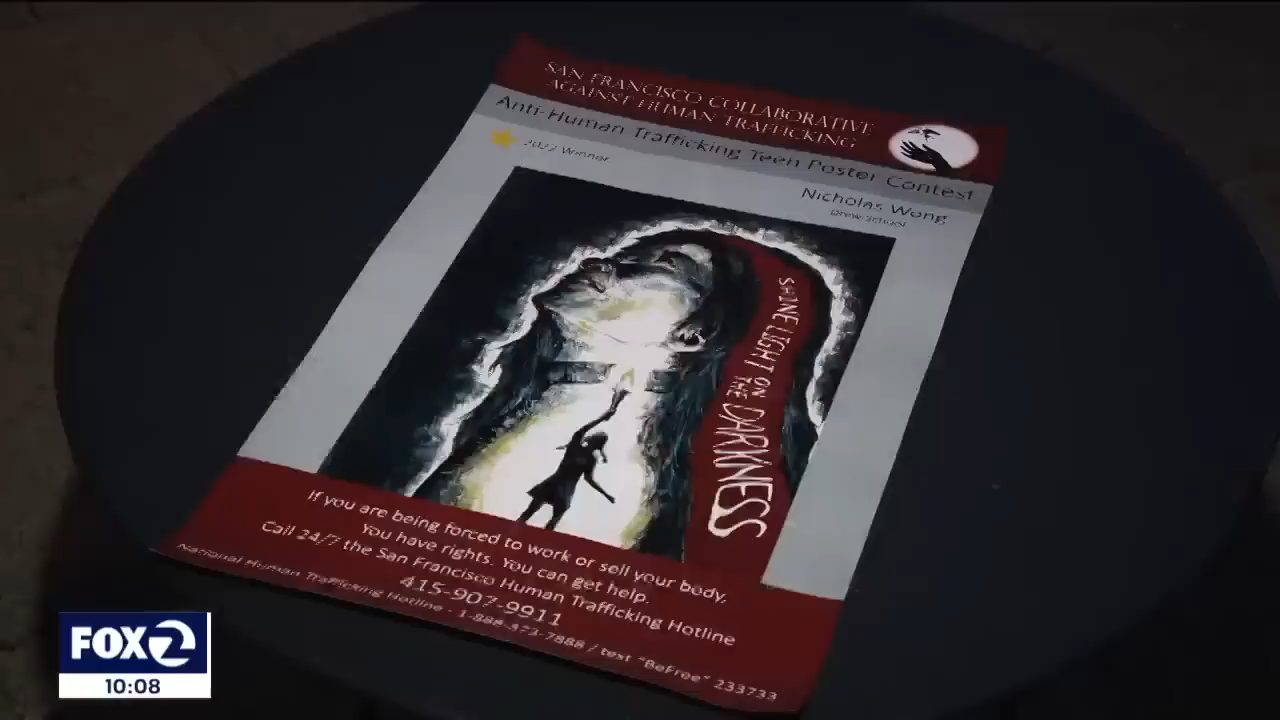 SAN FRANCISCO COLLABORATIVE
AGAINST HUMAN TRAFFICKING
Anti-Human Trafficking Teen Poster Contest
2022 Winner
Nicholas Wong
Drew School
SHINE LIGHT ON
THE DARKNESS
If you are being forced to work or sell your body,
You have rights. You can get help.
Call 24/7 the San Francisco Human Trafficking Hotline
415-907-9911
National Human Trafficking Hotline - 1-888-373-7888 / text "BeFree" 233733
FOX 2
10:08